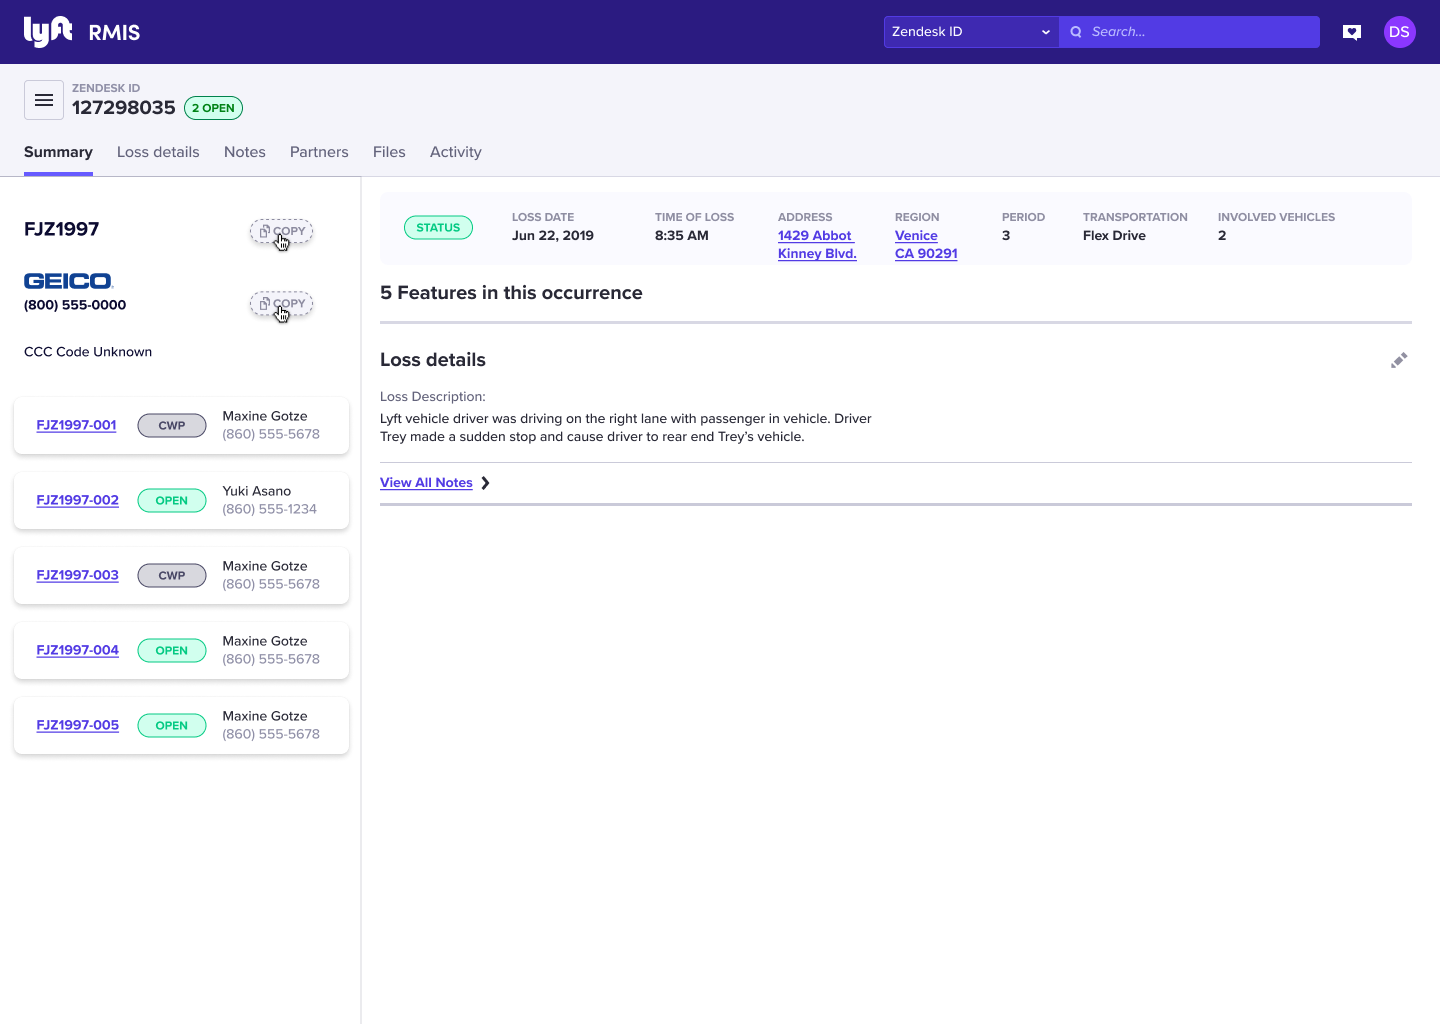 lyft RMIS
Zendesk ID
Search...
DS
ZENDESK ID
127298035
2 OPEN
Summary
Loss details
Notes
Partners
Files
Activity
FJZ1997
COPY
GEICO.
(800) 555-0000
COPY
CCC Code Unknown
FJZ1997-001
CWP
Maxine Gotze
(860) 555-5678
FJZ1997-002
OPEN
Yuki Asano
(860) 555-1234
FJZ1997-003
CWP
Maxine Gotze
(860) 555-5678
FJZ1997-004
OPEN
Maxine Gotze
(860) 555-5678
FJZ1997-005
OPEN
Maxine Gotze
(860) 555-5678
STATUS
LOSS DATE
Jun 22, 2019
TIME OF LOSS
8:35 AM
ADDRESS
1429 Abbot
Kinney Blvd.
REGION
Venice
CA 90291
PERIOD
3
TRANSPORTATION
Flex Drive
INVOLVED VEHICLES
2
5 Features in this occurrence
Loss details
Loss Description:
Lyft vehicle driver was driving on the right lane with passenger in vehicle. Driver
Trey made a sudden stop and cause driver to rear end Trey's vehicle.
View All Notes